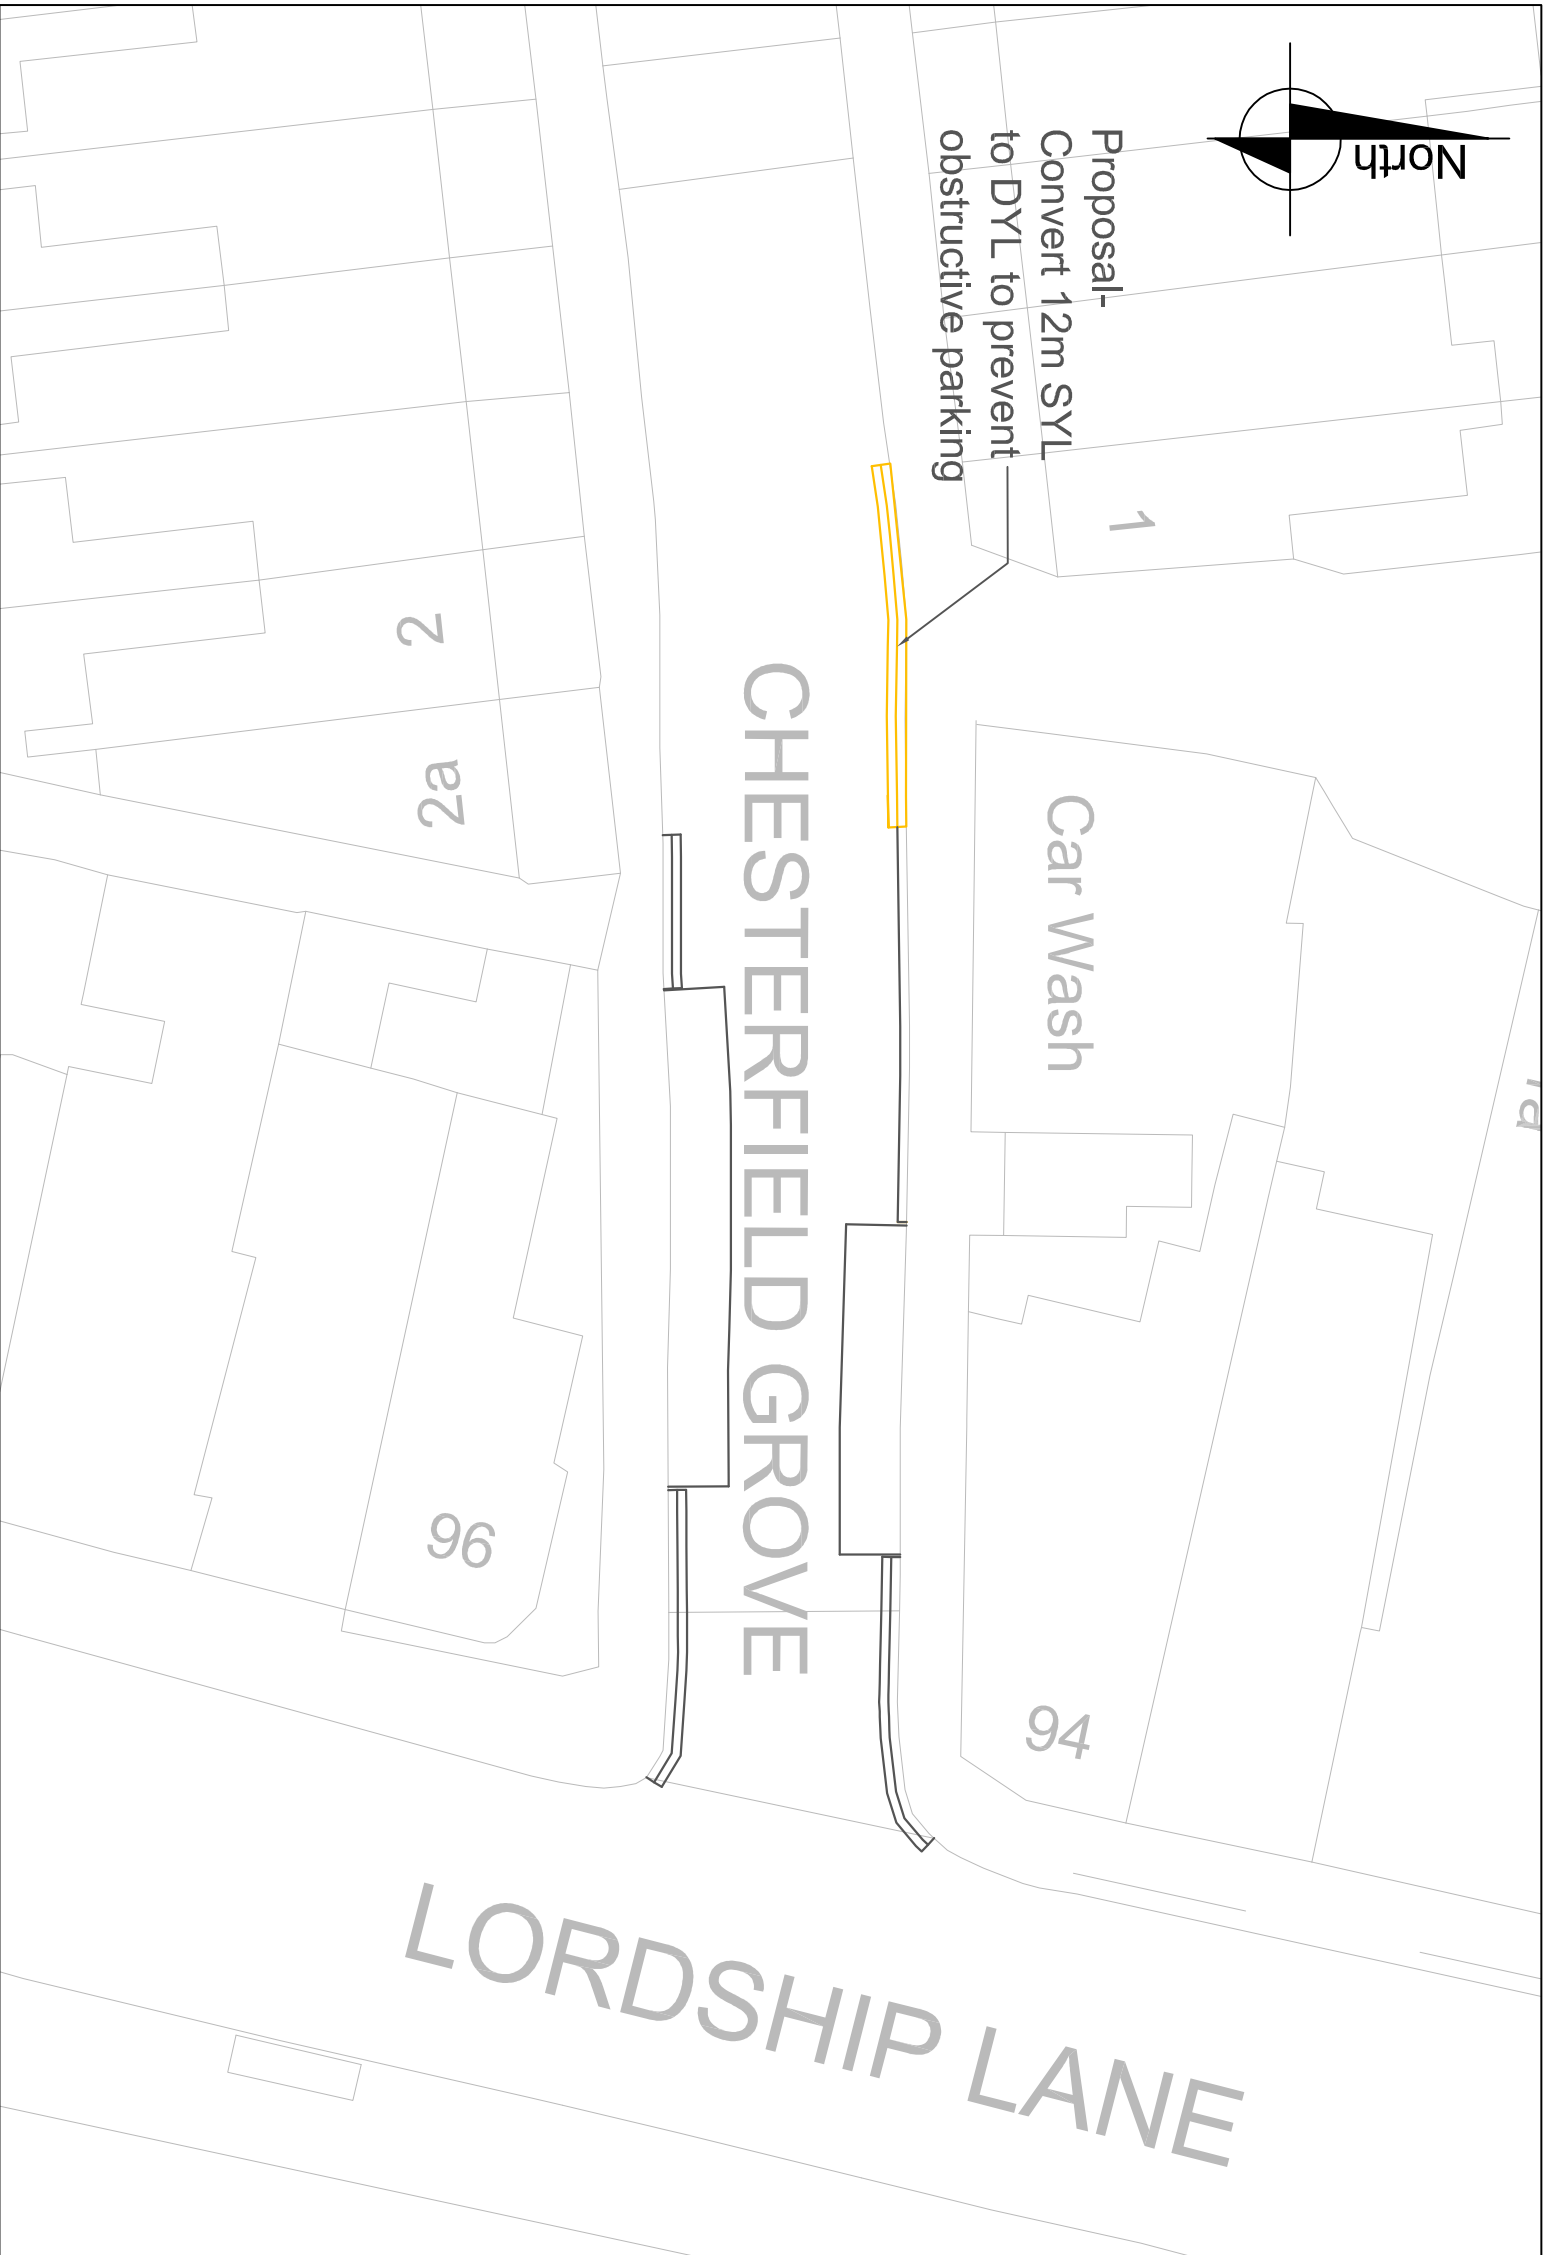 North
Proposal-
Convert 12m SYL
to DYL to prevent
obstructive parking
1
Car Wash
2
2a
CHESTERFIELD GROVE
96
94
LORDSHIP LANE